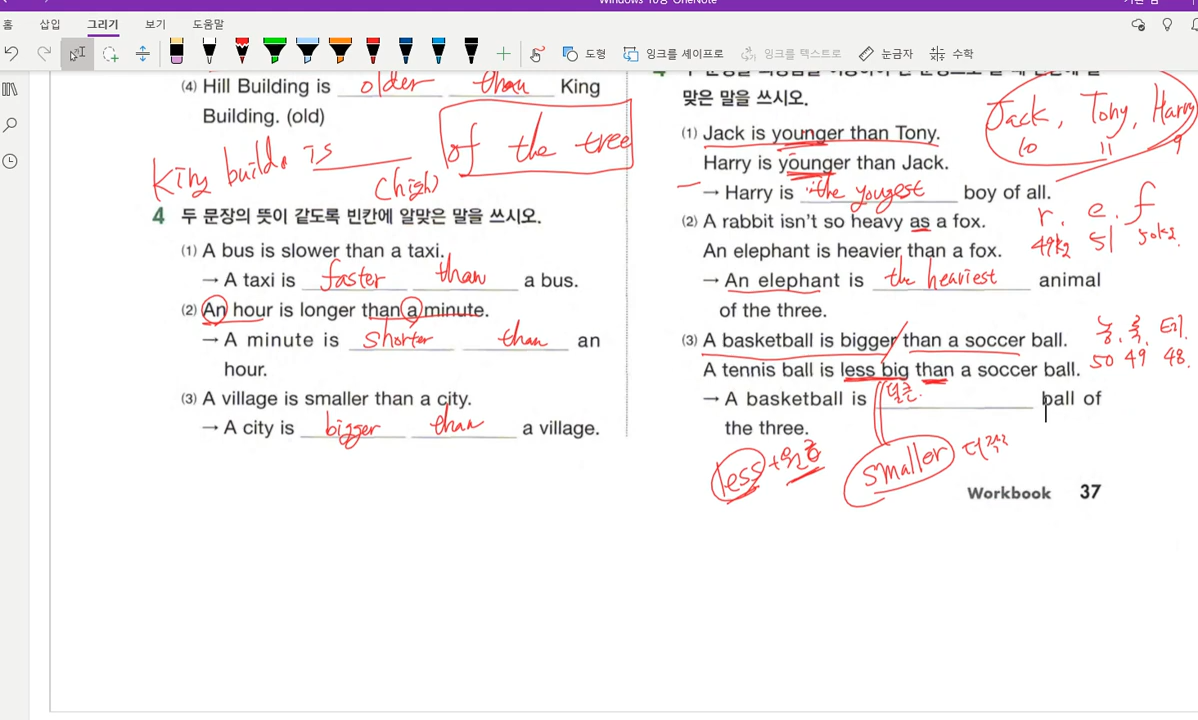 Windows 10용 OneNote
홈 삽입 그리기 보기 도움말
도형 잉크를 셰이프로 잉크를 텍스트로 눈금자 수학
(4) Hill Building is older than King
Building. (old)
King build. is of the tree
(high)
4 두 문장의 뜻이 같도록 빈칸에 알맞은 말을 쓰시오.
(1) A bus is slower than a taxi.
→ A taxi is faster than a bus.
(2) An hour is longer than a minute.
→ A minute is shorter than an
hour.
(3) A village is smaller than a city.
→ A city is bigger than a village.
맞은 말을 쓰시오.
Jack, Tony, Harry
10 11 9
(1) Jack is younger than Tony.
Harry is younger than Jack.
→ Harry is the yougest boy of all.
r. e. f
(2) A rabbit isn't so heavy as a fox.
An elephant is heavier than a fox.
→ An elephant is the heaviest animal
of the three.
(3) A basketball is bigger than a soccer ball.
50 49 48
A tennis ball is less big than a soccer ball.
덜큰
→ A basketball is ball of
the three.
less + 원급
smaller 더작
Workbook 37